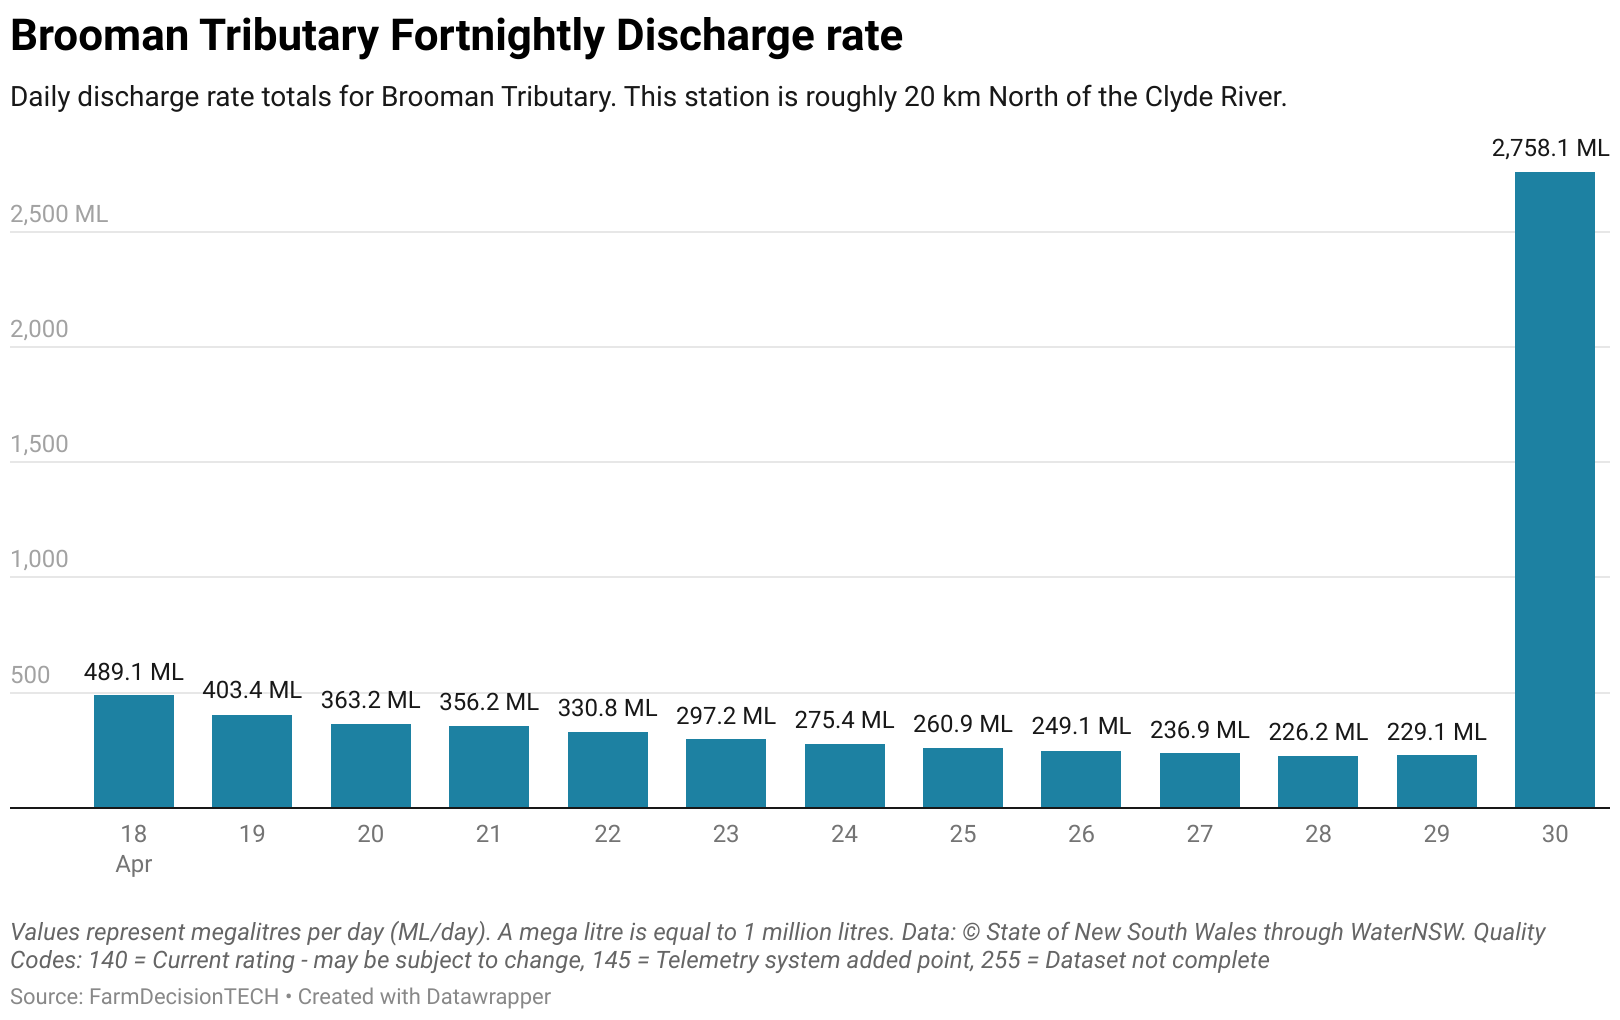 Brooman Tributary Fortnightly Discharge rate
Daily discharge rate totals for Brooman Tributary. This station is roughly 20 km North of the Clyde River.
2,758.1 ML
2,500 ML
2,000
1,500
1,000
500
489.1 ML
403.4 ML
363.2 ML
356.2 ML
330.8 ML
297.2 ML
275.4 ML
260.9 ML
249.1 ML
236.9 ML
226.2 ML
229.1 ML
18 19 20 21 22 23 24 25 26 27 28 29 30
Apr
Values represent megalitres per day (ML/day). A mega litre is equal to 1 million litres. Data: © State of New South Wales through WaterNSW. Quality
Codes: 140 = Current rating - may be subject to change, 145 = Telemetry system added point, 255 = Dataset not complete
Source: FarmDecisionTECH • Created with Datawrapper